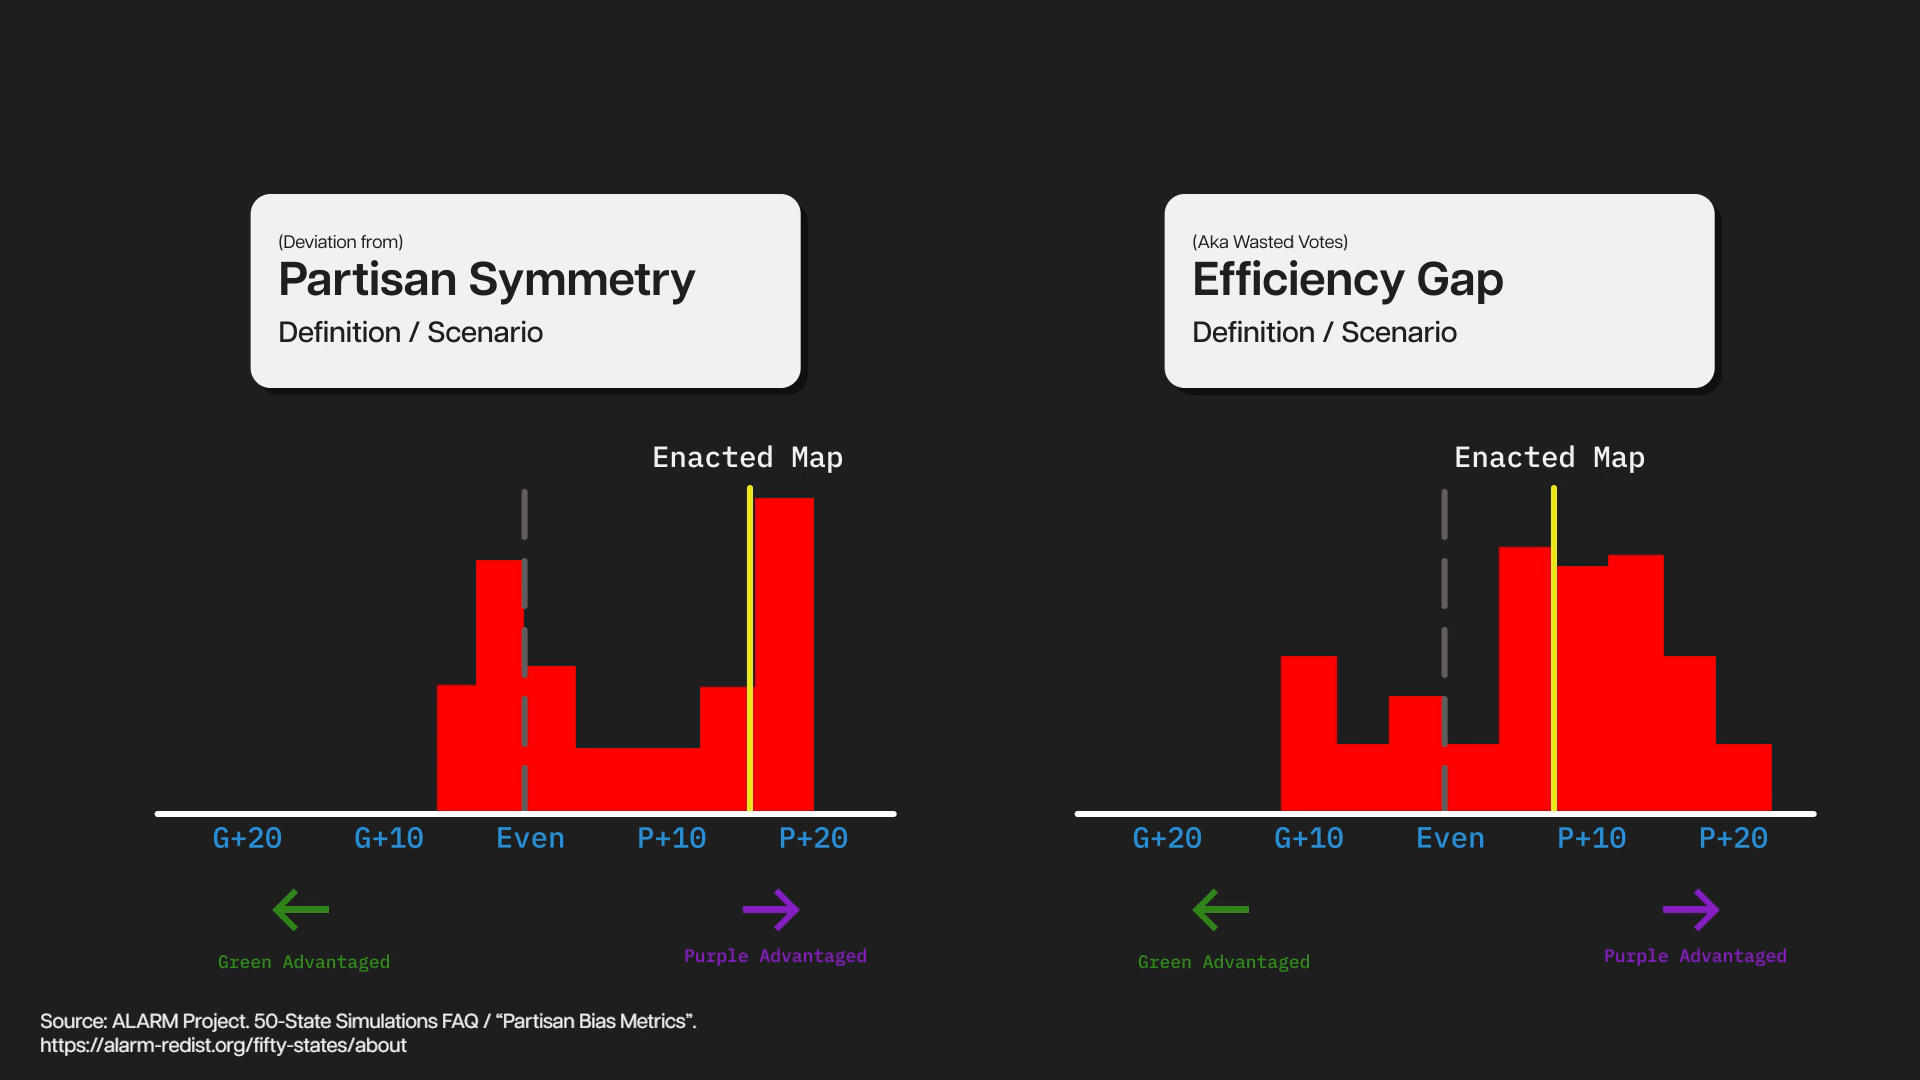 (Deviation from)
Partisan Symmetry
Definition / Scenario
(Aka Wasted Votes)
Efficiency Gap
Definition / Scenario
Enacted Map
G+20 G+10 Even P+10 P+20
Green Advantaged
Purple Advantaged
Enacted Map
G+20 G+10 Even P+10 P+20
Green Advantaged
Purple Advantaged
Source: ALARM Project. 50-State Simulations FAQ / “Partisan Bias Metrics”.
https://alarm-redist.org/fifty-states/about